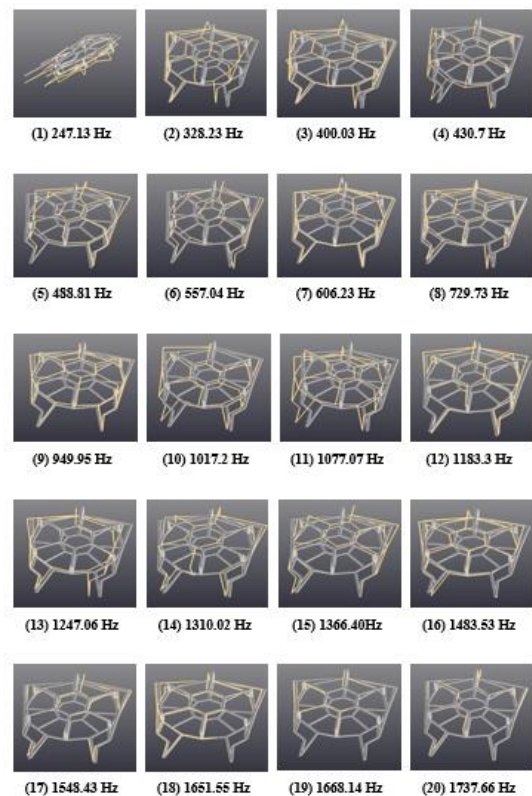 (1) 247.13 Hz (2) 328.23 Hz (3) 400.03 Hz (4) 430.7 Hz
(5) 488.81 Hz (6) 557.04 Hz (7) 606.23 Hz (8) 729.73 Hz
(9) 949.95 Hz (10) 1017.2 Hz (11) 1077.07 Hz (12) 1183.3 Hz
(13) 1247.06 Hz (14) 1310.02 Hz (15) 1366.40Hz (16) 1483.53 Hz
(17) 1548.43 Hz (18) 1651.55 Hz (19) 1668.14 Hz (20) 1737.66 Hz